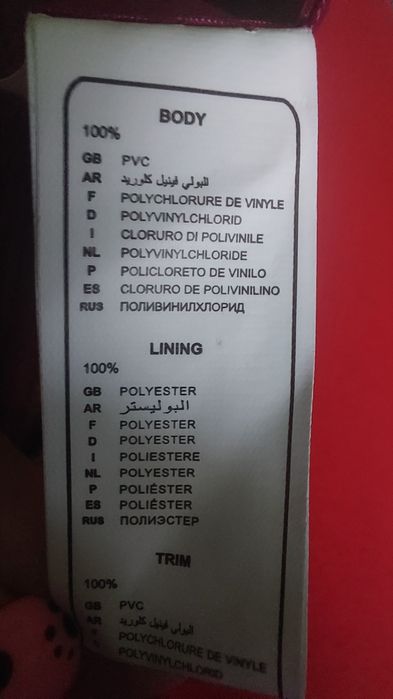 BODY
100%
GB PVC
AR البولي فينيل كلوريد
F POLYCHLORURE DE VINYLE
D POLYVINYLCHLORID
I CLORURO DI POLIVINILE
NL POLYVINYLCHLORIDE
P POLICLORETO DE VINILO
ES CLORURO DE POLIVINILINO
RUS ПОЛИВИНИЛХЛОРИД
LINING
100%
GB POLYESTER
AR البوليستر
F POLYESTER
D POLYESTER
I POLIESTERE
NL POLYESTER
P POLIÉSTER
ES POLIÉSTER
RUS ПОЛИЭСТЕР
TRIM
100%
GB PVC
AR البولي فينيل كلوريد
POLYCHLORURE DE VINYLE
POLYVINYLCHLORID